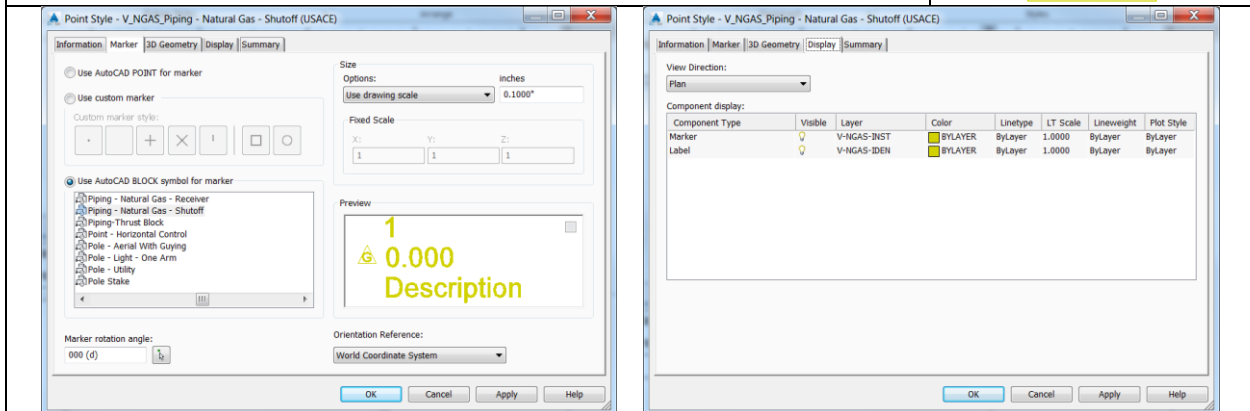 Point Style - V_NGAS_Piping - Natural Gas - Shutoff (USACE)
Information Marker 3D Geometry Display Summary
Use AutoCAD POINT for marker
Use custom marker
Custom marker style:
Use AutoCAD BLOCK symbol for marker
Piping - Natural Gas - Receiver
Piping - Natural Gas - Shutoff
Piping-Thrust Block
Point - Horizontal Control
Pole - Aerial With Guying
Pole - Light - One Arm
Pole - Utility
Pole Stake
Marker rotation angle:
000 (d)
Size
Options: inches
Use drawing scale 0.1000"
Fixed Scale
X: Y: Z:
1 1 1
Preview
1
G 0.000
Description
Orientation Reference:
World Coordinate System
OK Cancel Apply Help
Point Style - V_NGAS_Piping - Natural Gas - Shutoff (USACE)
Information Marker 3D Geometry Display Summary
View Direction:
Plan
Component display:
Component Type Visible Layer Color Linetype LT Scale Lineweight Plot Style
Marker V-NGAS-INST BYLAYER ByLayer 1.0000 ByLayer ByLayer
Label V-NGAS-IDEN BYLAYER ByLayer 1.0000 ByLayer ByLayer
OK Cancel Apply Help